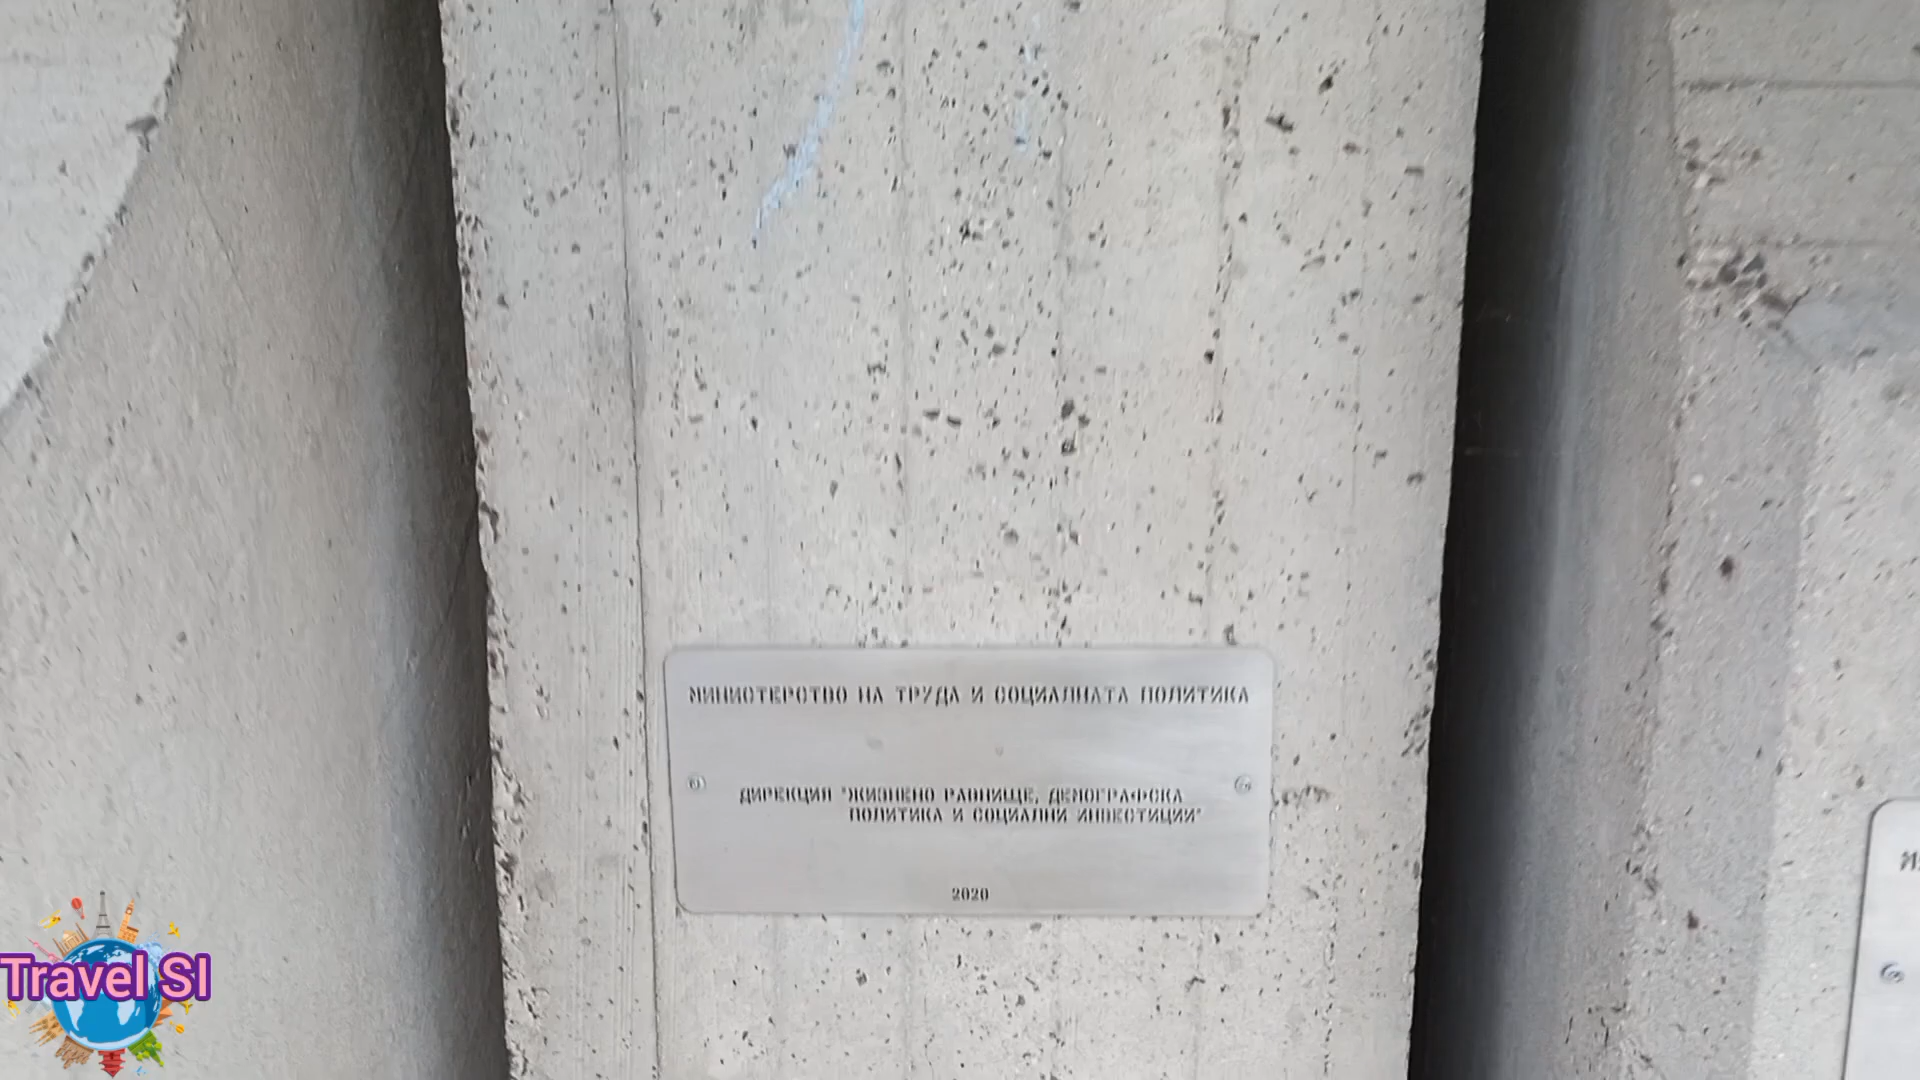 МИНИСТЕРСТВО НА ТРУДА И СОЦИАЛНАТА ПОЛИТИКА
ДИРЕКЦИЯ "ЖИЗНЕНО РАВНИЩЕ, ДЕМОГРАФСКА
ПОЛИТИКА И СОЦИАЛНИ ИНВЕСТИЦИИ"
2020
Travel SI